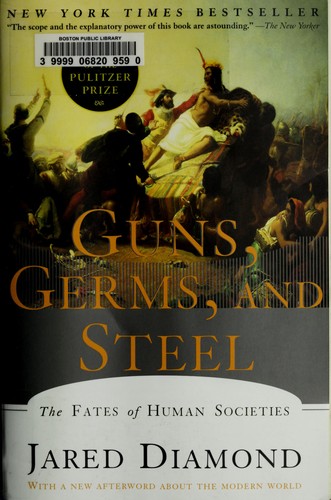 NEW YORK TIMES BESTSELLER
"The scope and the explanatory power of this book are astounding." —The New Yorker
BOSTON PUBLIC LIBRARY
3 9999 06820 959 0
PULITZER
PRIZE
GUNS,
GERMS, AND
STEEL
The FATES of HUMAN SOCIETIES
JARED DIAMOND
WITH A NEW AFTERWORD ABOUT THE MODERN WORLD